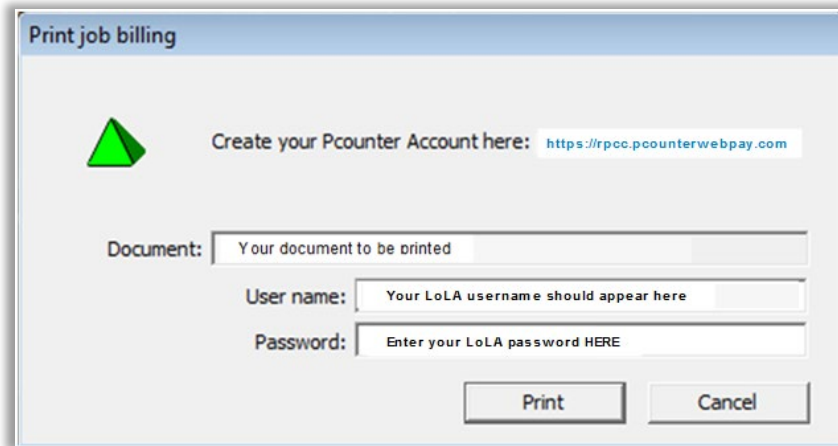 Print job billing
Create your Pcounter Account here: https://rpcc.pcounterwebpay.com
Document: Your document to be printed
User name: Your LoLA username should appear here
Password: Enter your LoLA password HERE
Print Cancel